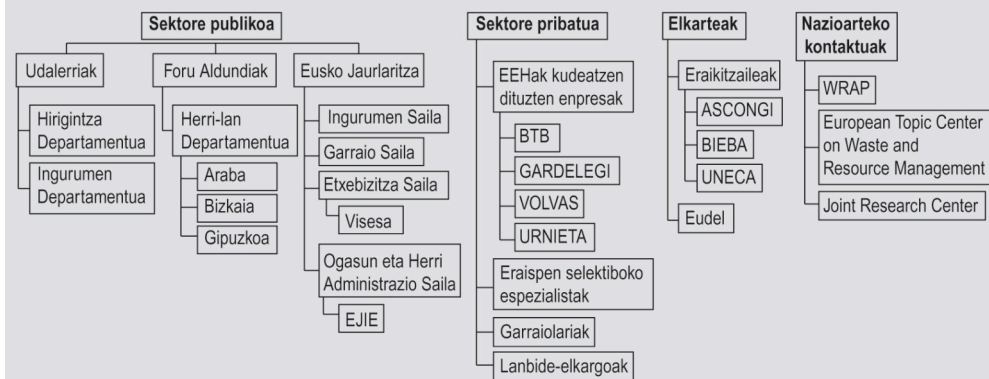 Sektore publikoa
Udalerriak
Hirigintza
Departamentua
Ingurumen
Departamentua
Foru Aldundiak
Herri-lan
Departamentua
Araba
Bizkaia
Gipuzkoa
Eusko Jaurlaritza
Ingurumen Saila
Garraio Saila
Etxebizitza Saila
Visesa
Ogasun eta Herri
Administrazio Saila
EJIE
Sektore pribatua
EEHak kudeatzen
dituzten enpresak
BTB
GARDELEGI
VOLVAS
URNIETA
Eraispen selektiboko
espezialistak
Garraiolariak
Lanbide-elkargoak
Elkarteak
Eraikitzaileak
ASCONGI
BIEBA
UNECA
Eudel
Nazioarteko
kontaktuak
WRAP
European Topic Center
on Waste and
Resource Management
Joint Research Center